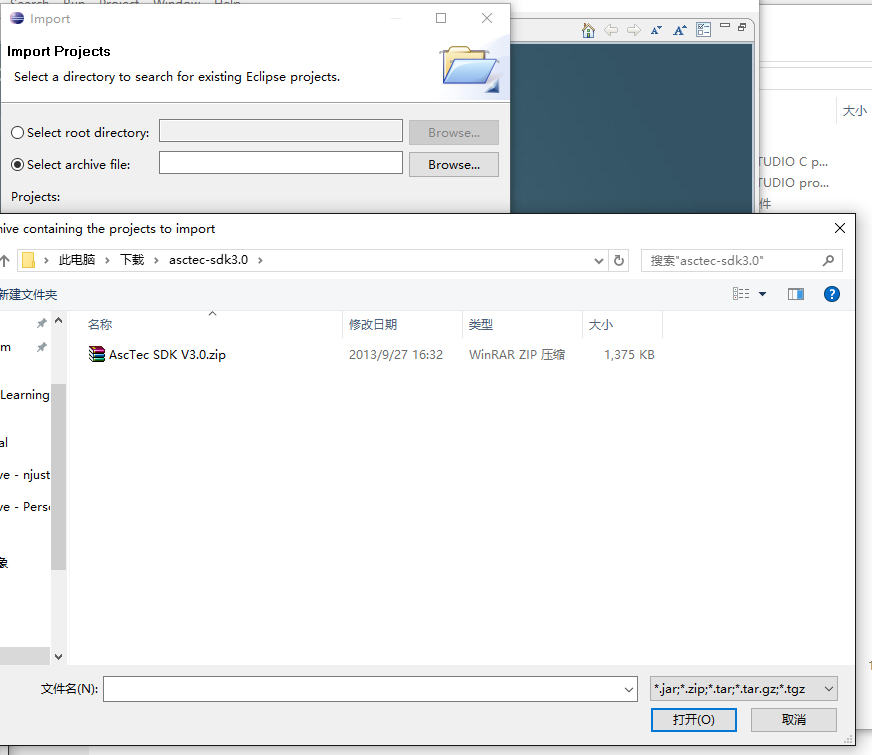 Search Run Project Window Help
Import
Import Projects
Select a directory to search for existing Eclipse projects.
Select root directory:
Browse...
Select archive file:
Browse...
Projects:
大小
TUDIO C p...
TUDIO pro...
件
hive containing the projects to import
此电脑 > 下载 > asctec-sdk3.0 >
搜索"asctec-sdk3.0"
新建文件夹
名称 修改日期 类型 大小
AscTec SDK V3.0.zip 2013/9/27 16:32 WinRAR ZIP 压缩 1,375 KB
m
Learning
al
ve - njust
ve - Pers
象
文件名(N):
*.jar;*.zip;*.tar;*.tar.gz;*.tgz
打开(O)
取消